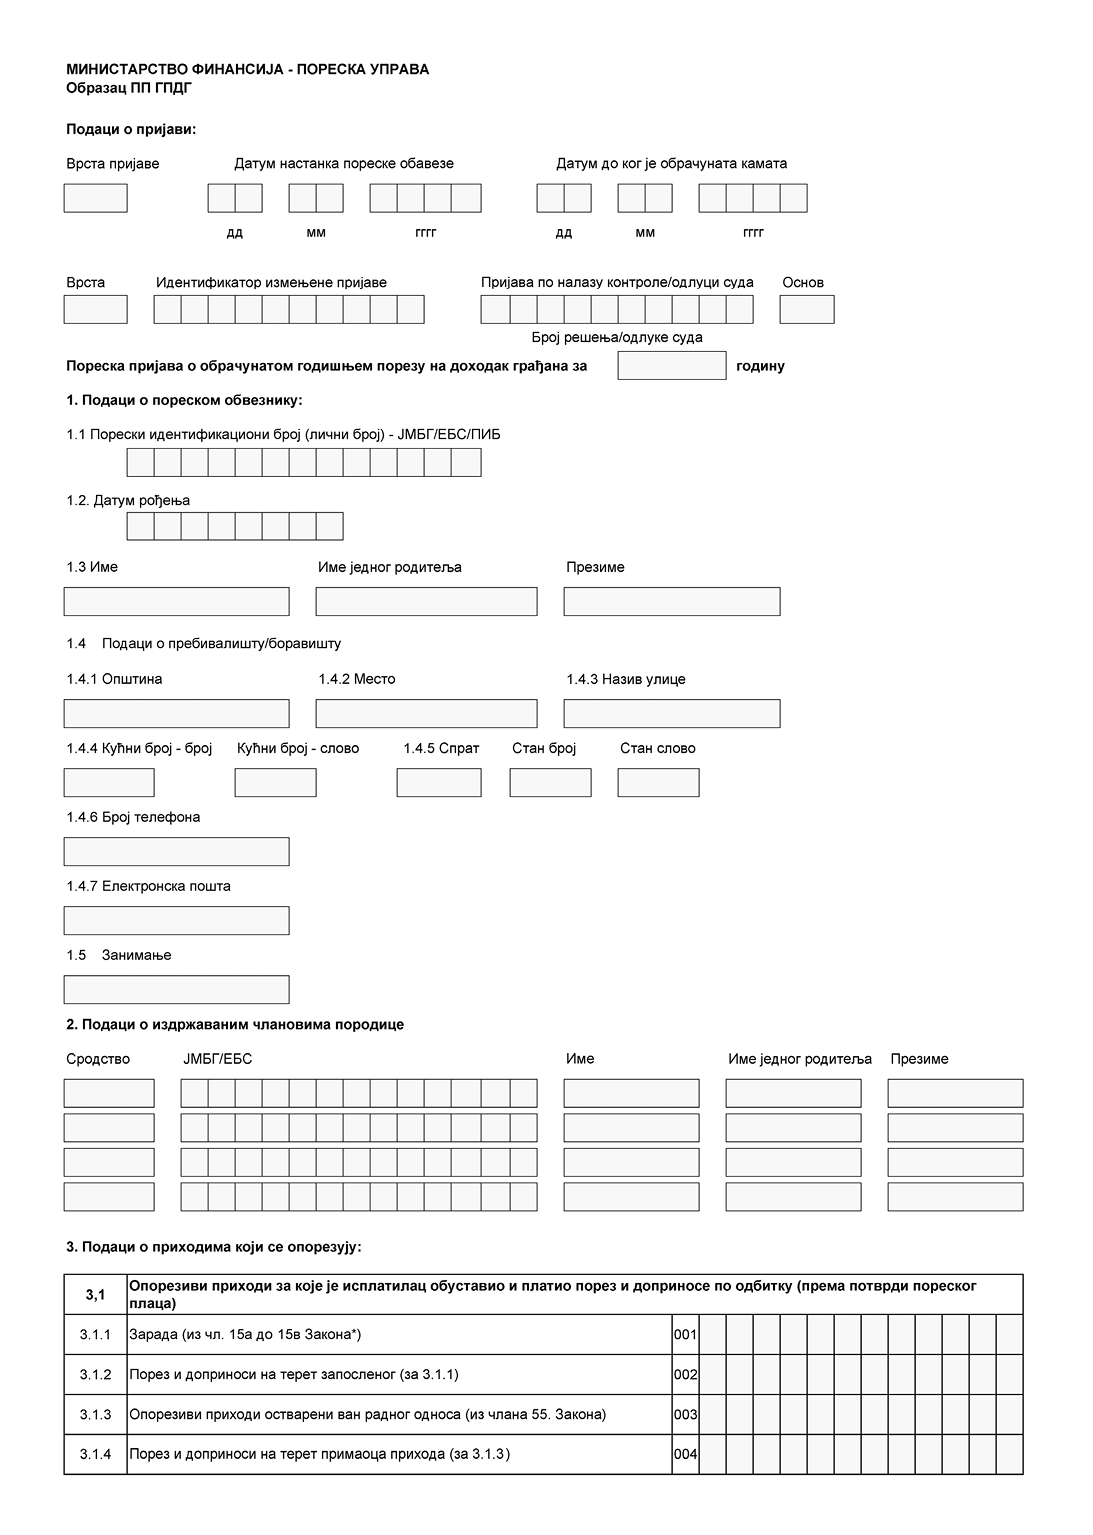 МИНИСТАРСТВО ФИНАНСИЈА - ПОРЕСКА УПРАВА
Образац ПП ГПДГ
Подаци о пријави:
Врста пријаве Датум настанка пореске обавезе Датум до ког је обрачуната камата
дд мм гггг дд мм гггг
Врста Идентификатор измењене пријаве Пријава по налазу контроле/одлуци суда Основ
Број решења/одлуке суда
Пореска пријава о обрачунатом годишњем порезу на доходак грађана за годину
1. Подаци о пореском обвезнику:
1.1 Порески идентификациони број (лични број) - ЈМБГ/ЕБС/ПИБ
1.2. Датум рођења
1.3 Име Име једног родитеља Презиме
1.4 Подаци о пребивалишту/боравишту
1.4.1 Општина 1.4.2 Место 1.4.3 Назив улице
1.4.4 Кућни број - број Кућни број - слово 1.4.5 Спрат Стан број Стан слово
1.4.6 Број телефона
1.4.7 Електронска пошта
1.5 Занимање
2. Подаци о издржаваним члановима породице
Сродство ЈМБГ/ЕБС Име Име једног родитеља Презиме
3. Подаци о приходима који се опорезују:
3,1 Опорезиви приходи за које је исплатилац обуставио и платио порез и доприносе по одбитку (према потврди пореског
плаца)
3.1.1 Зарада (из чл. 15а до 15в Закона*) 001
3.1.2 Порез и доприноси на терет запосленог (за 3.1.1) 002
3.1.3 Опорезиви приходи остварени ван радног односа (из члана 55. Закона) 003
3.1.4 Порез и доприноси на терет примаоца прихода (за 3.1.3) 004